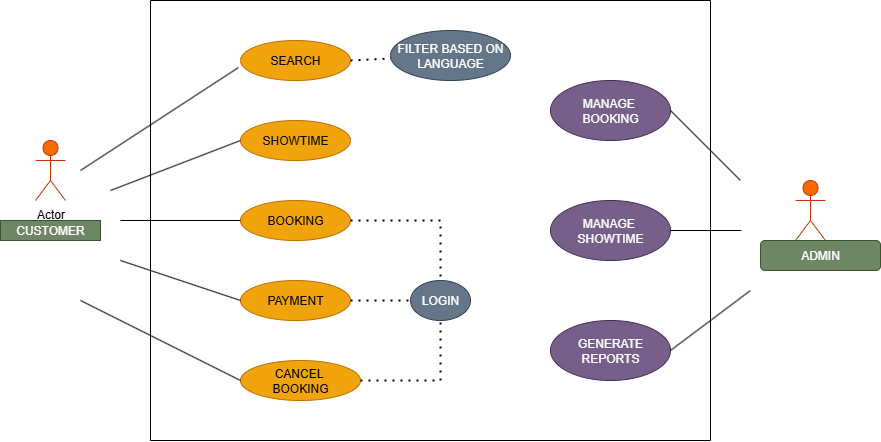 SEARCH
FILTER BASED ON
LANGUAGE
MANAGE
BOOKING
SHOWTIME
Actor
CUSTOMER
BOOKING
MANAGE
SHOWTIME
ADMIN
PAYMENT
LOGIN
GENERATE
REPORTS
CANCEL
BOOKING